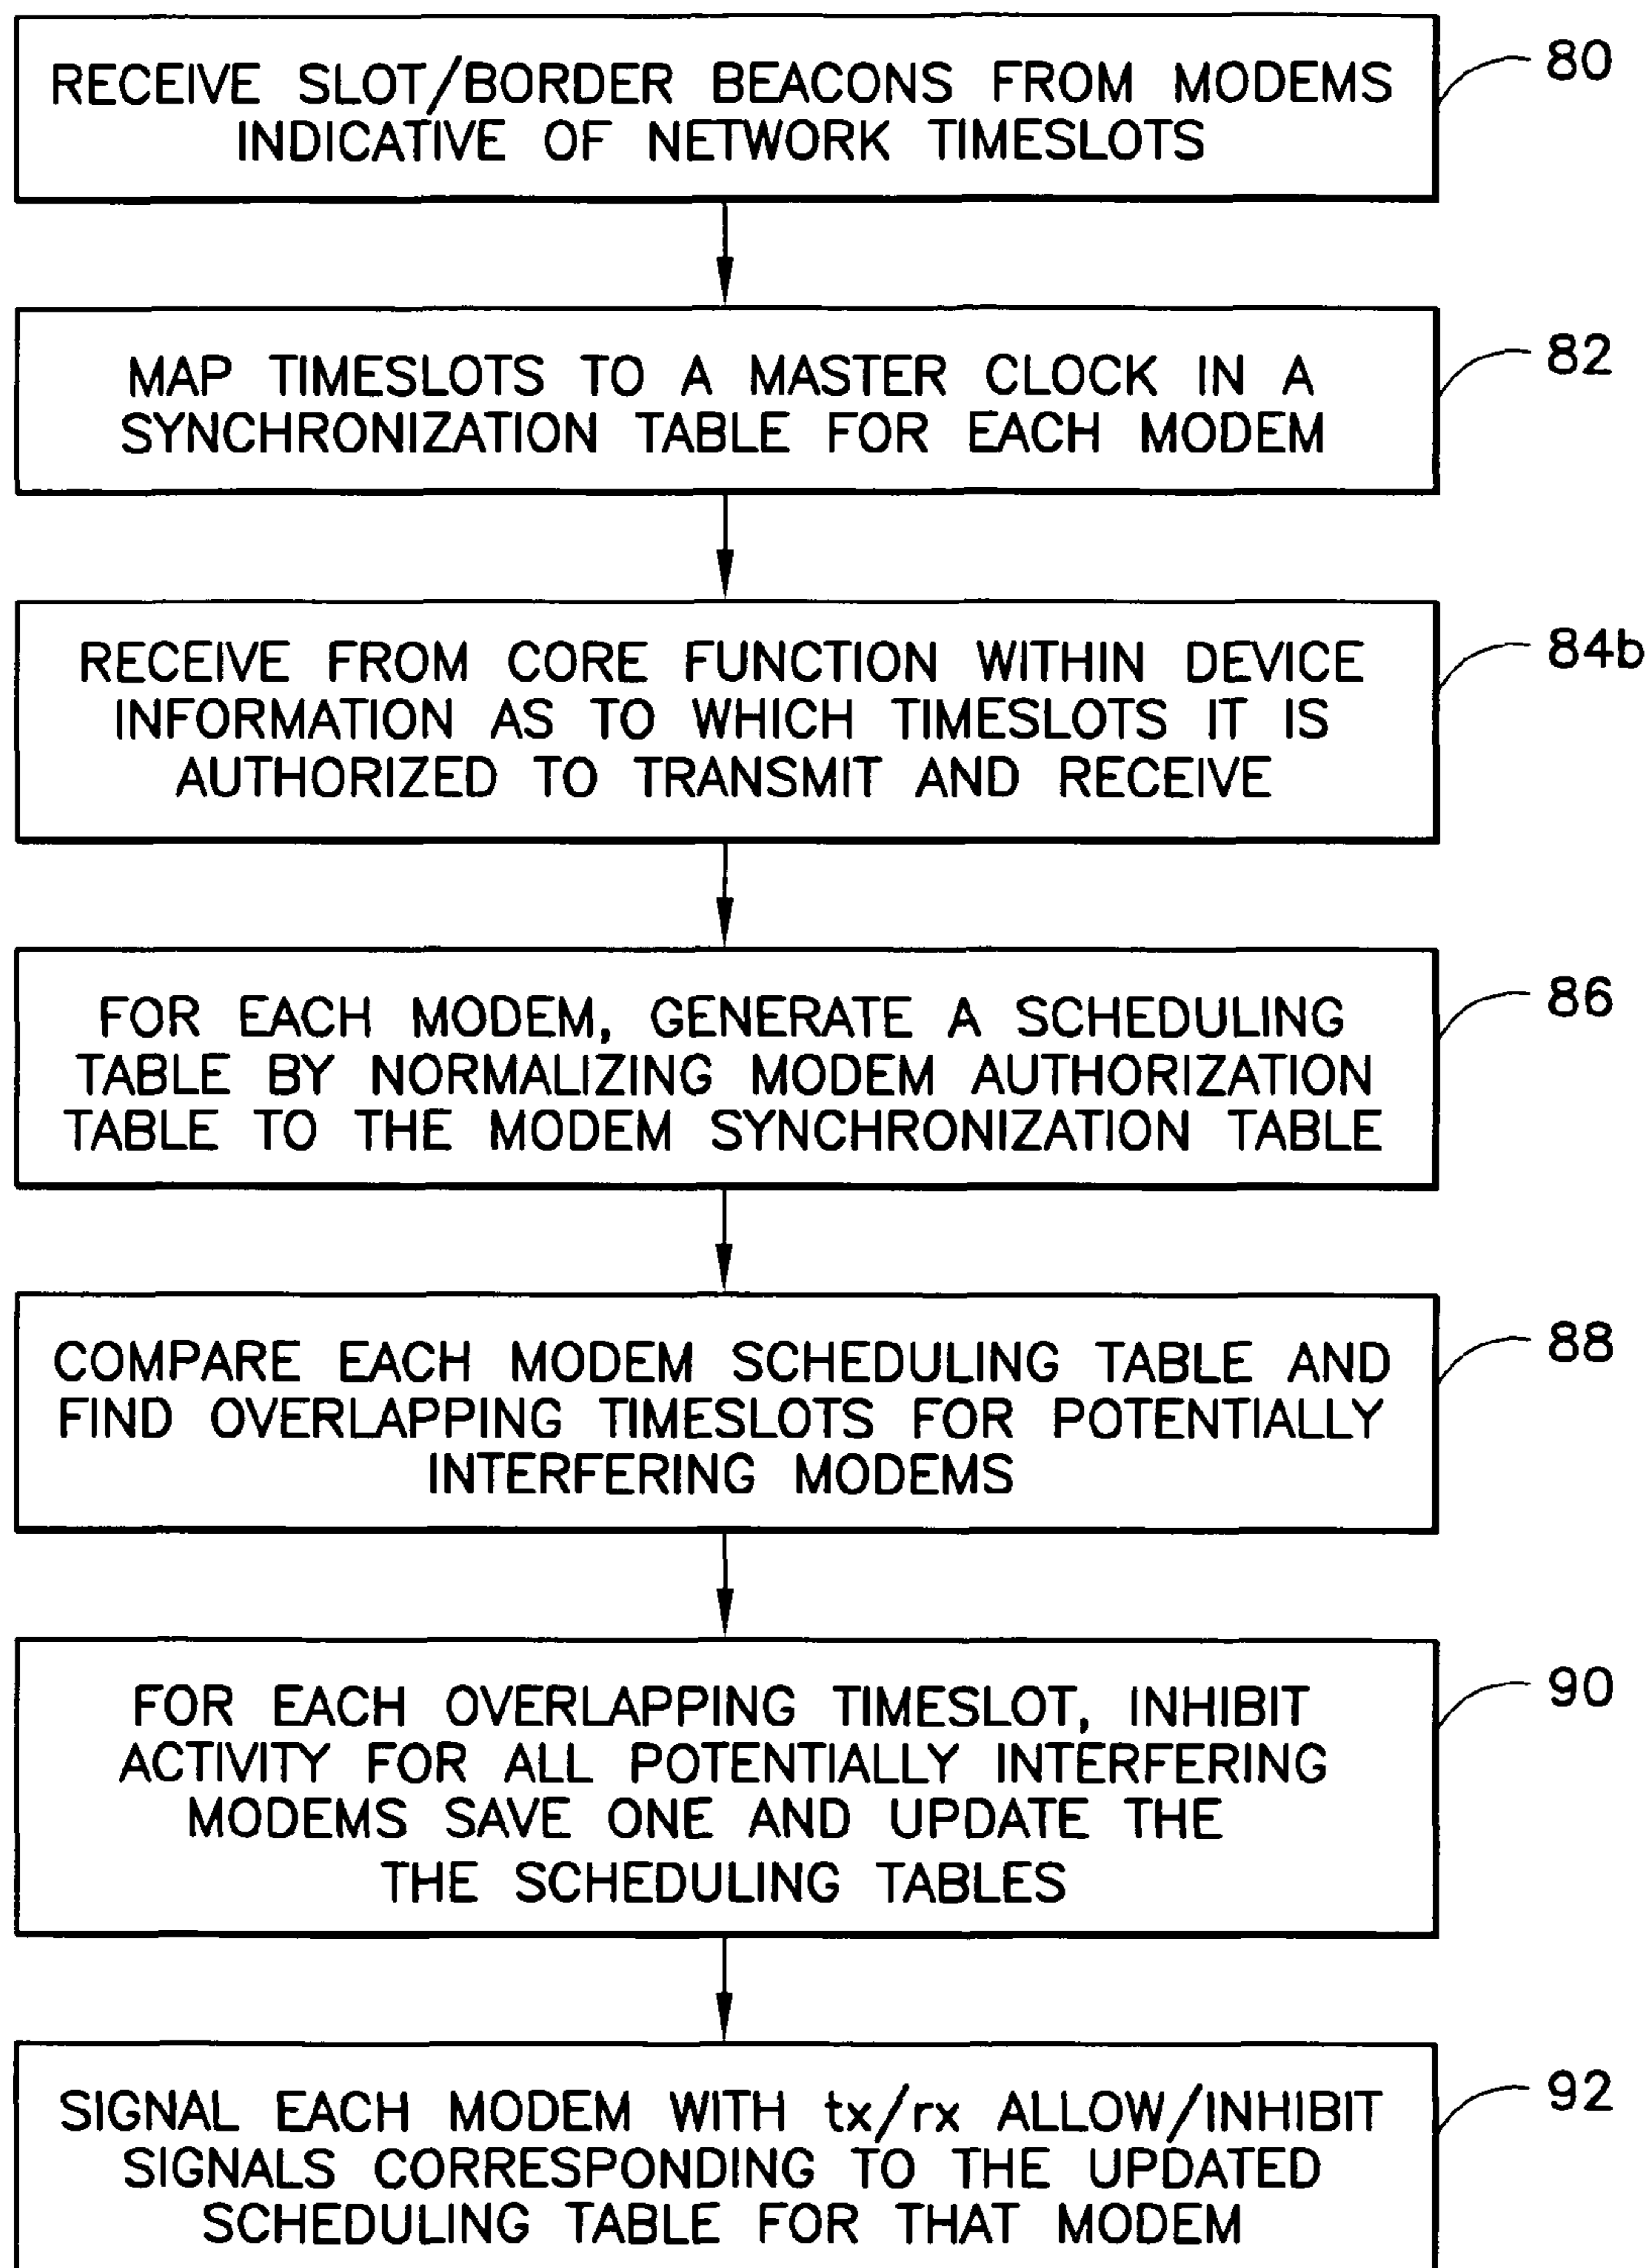 RECEIVE SLOT/BORDER BEACONS FROM MODEMS
INDICATIVE OF NETWORK TIMESLOTS
80
MAP TIMESLOTS TO A MASTER CLOCK IN A
SYNCHRONIZATION TABLE FOR EACH MODEM
82
RECEIVE FROM CORE FUNCTION WITHIN DEVICE
INFORMATION AS TO WHICH TIMESLOTS IT IS
AUTHORIZED TO TRANSMIT AND RECEIVE
84b
FOR EACH MODEM, GENERATE A SCHEDULING
TABLE BY NORMALIZING MODEM AUTHORIZATION
TABLE TO THE MODEM SYNCHRONIZATION TABLE
86
COMPARE EACH MODEM SCHEDULING TABLE AND
FIND OVERLAPPING TIMESLOTS FOR POTENTIALLY
INTERFERING MODEMS
88
FOR EACH OVERLAPPING TIMESLOT, INHIBIT
ACTIVITY FOR ALL POTENTIALLY INTERFERING
MODEMS SAVE ONE AND UPDATE THE
THE SCHEDULING TABLES
90
SIGNAL EACH MODEM WITH tx/rx ALLOW/INHIBIT
SIGNALS CORRESPONDING TO THE UPDATED
SCHEDULING TABLE FOR THAT MODEM
92